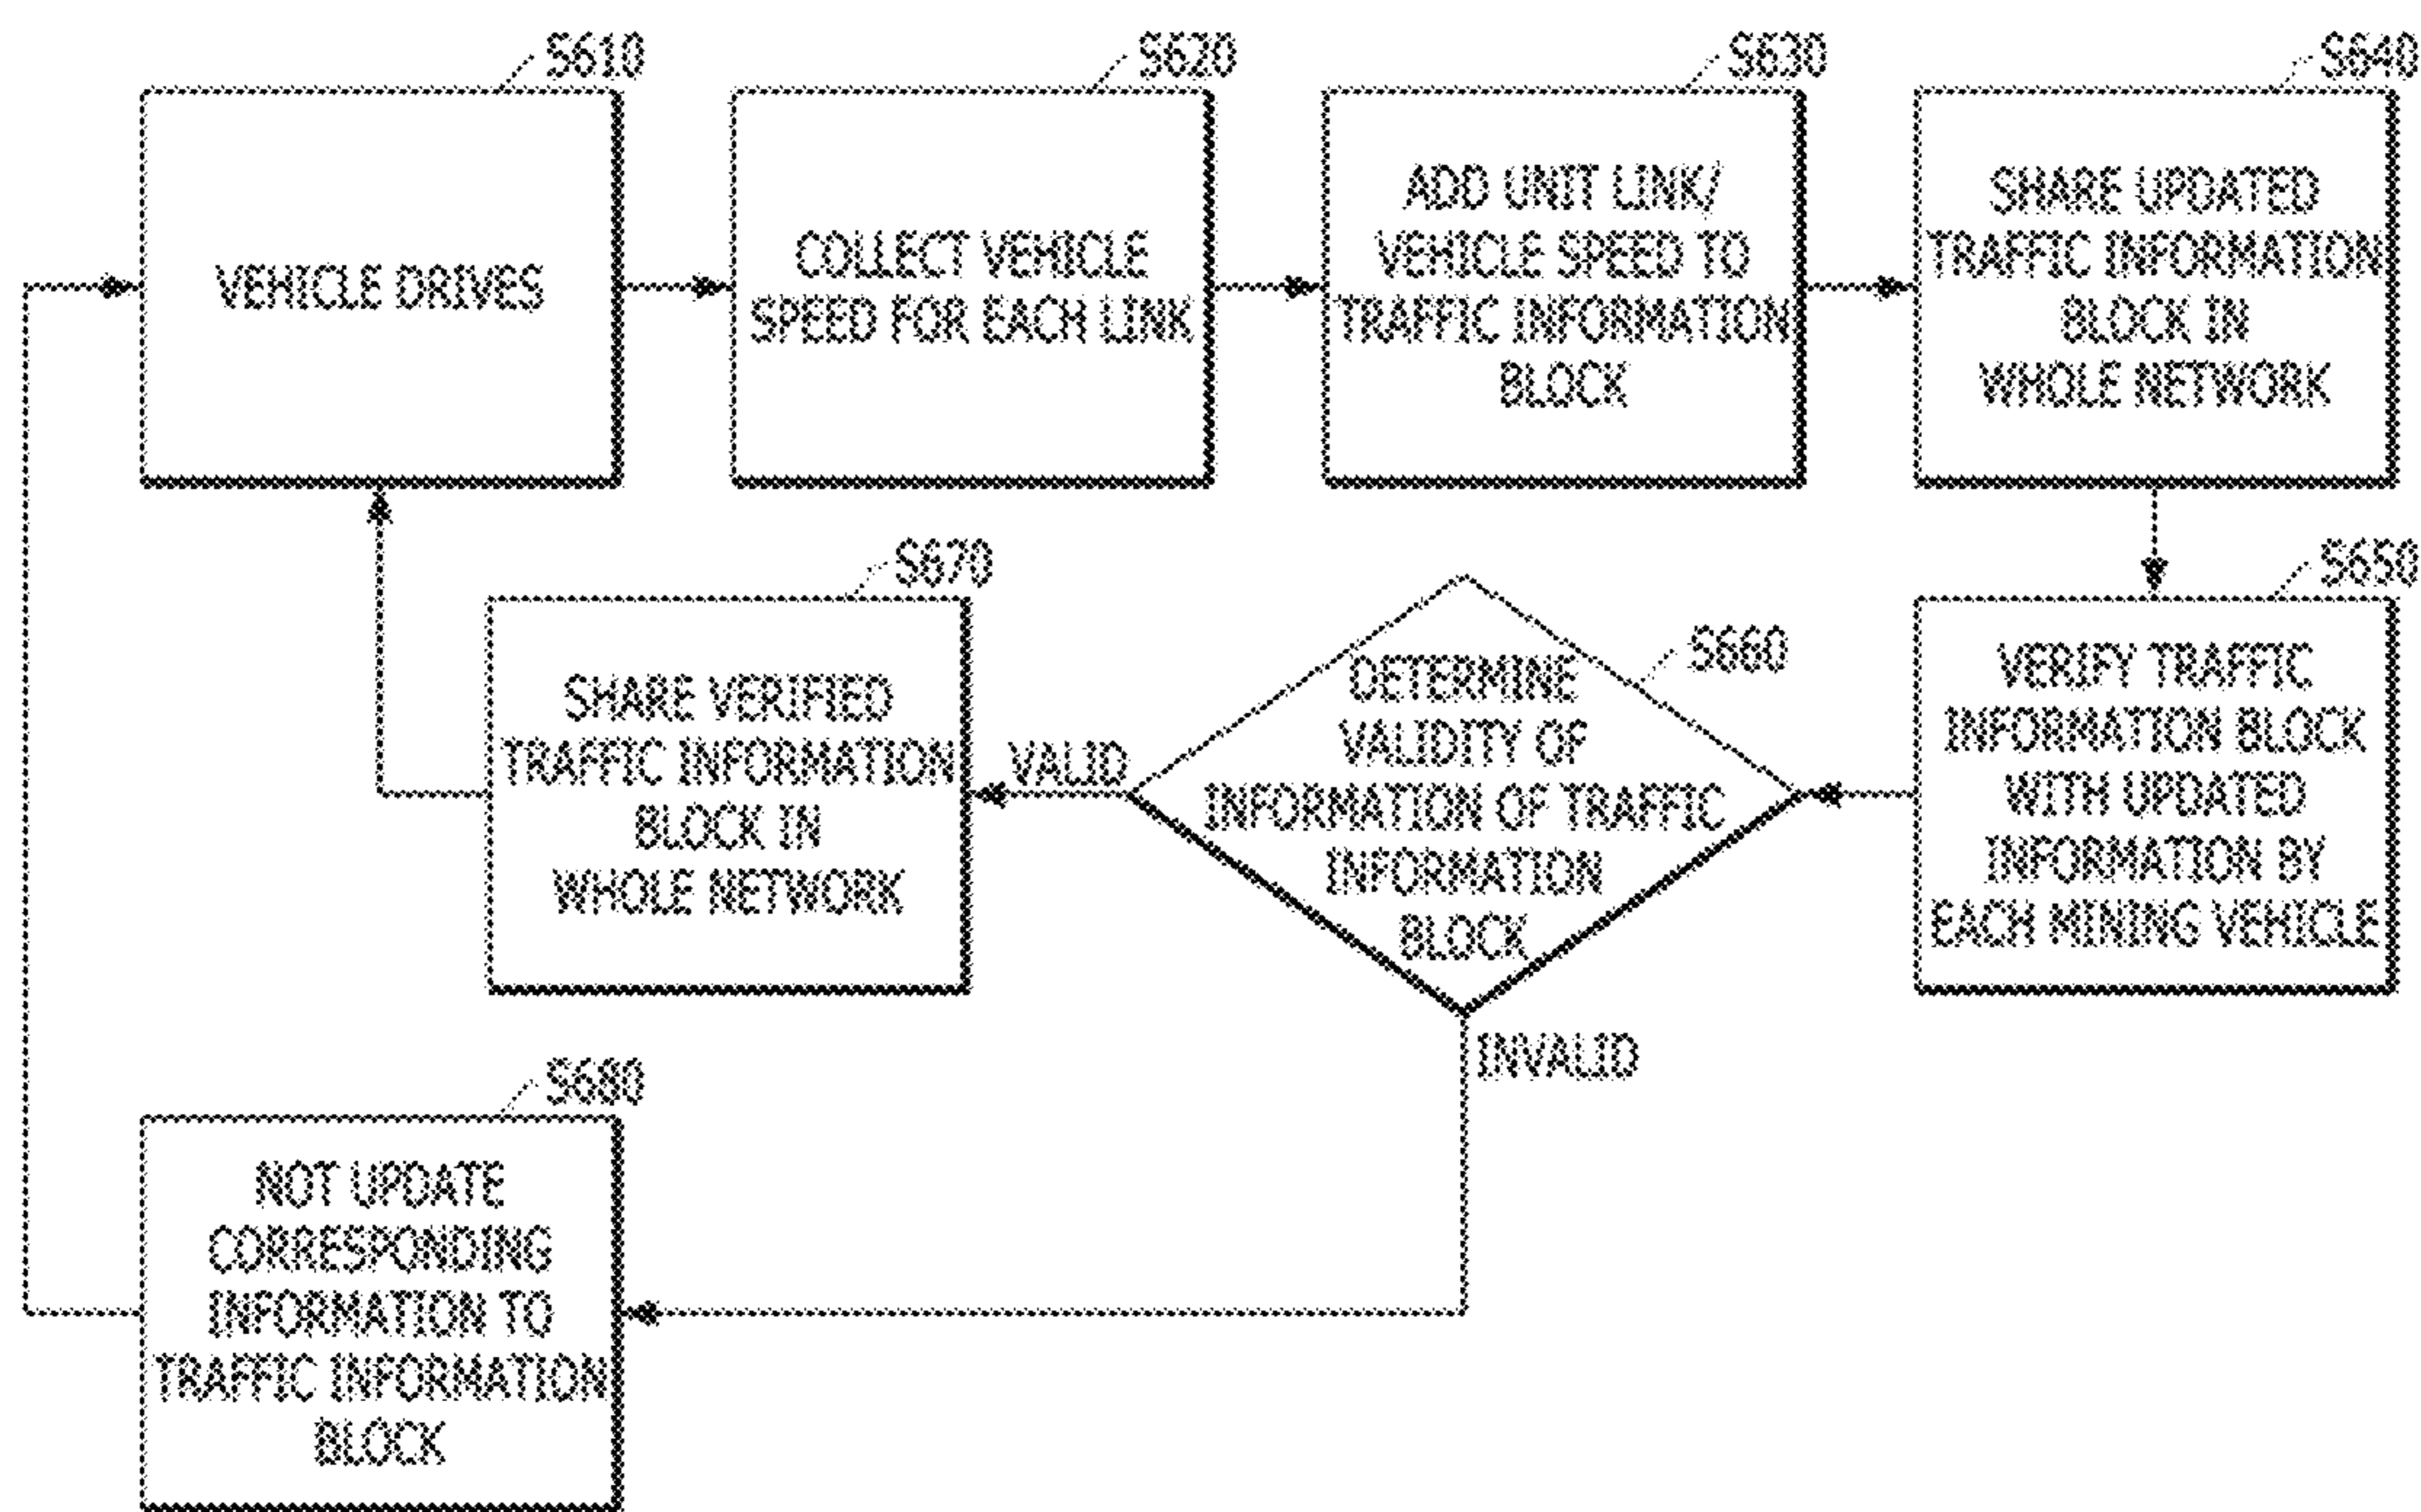 S610
VEHICLE DRIVES
S620
COLLECT VEHICLE
SPEED FOR EACH LINK
S630
ADD UNIT LINK/
VEHICLE SPEED TO
TRAFFIC INFORMATION
BLOCK
S640
SHARE UPDATED
TRAFFIC INFORMATION
BLOCK IN
WHOLE NETWORK
S650
VERIFY TRAFFIC
INFORMATION BLOCK
WITH UPDATED
INFORMATION BY
EACH MINING VEHICLE
S660
DETERMINE
VALIDITY OF
INFORMATION OF TRAFFIC
INFORMATION
BLOCK
VALID
INVALID
S670
SHARE VERIFIED
TRAFFIC INFORMATION
BLOCK IN
WHOLE NETWORK
S680
NOT UPDATE
CORRESPONDING
INFORMATION TO
TRAFFIC INFORMATION
BLOCK